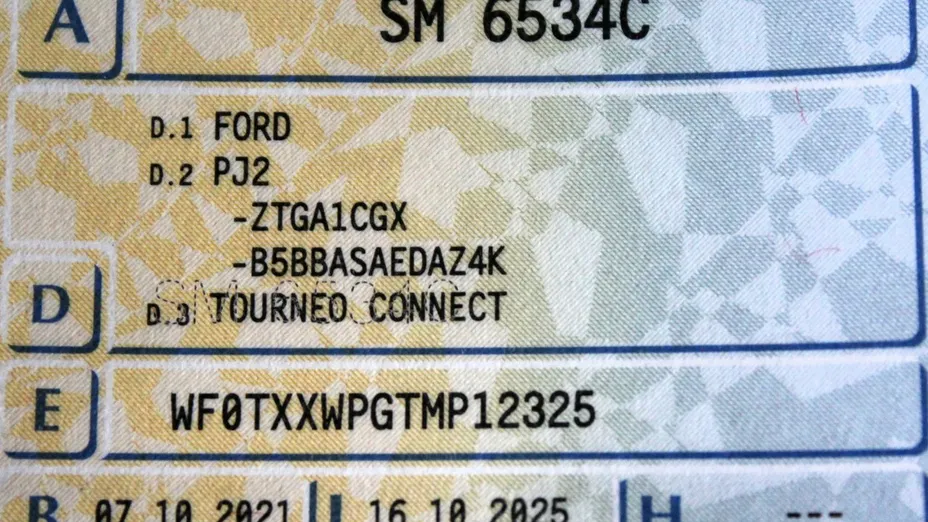 A SM 6534C
D.1 FORD
D.2 PJ2
-ZTGA1CGX
-B5BBASAEDAZ4K
D D.3 TOURNEO CONNECT
E WF0TXXWPGTMP12325
B 07.10.2021 I 16.10.2025 H ---